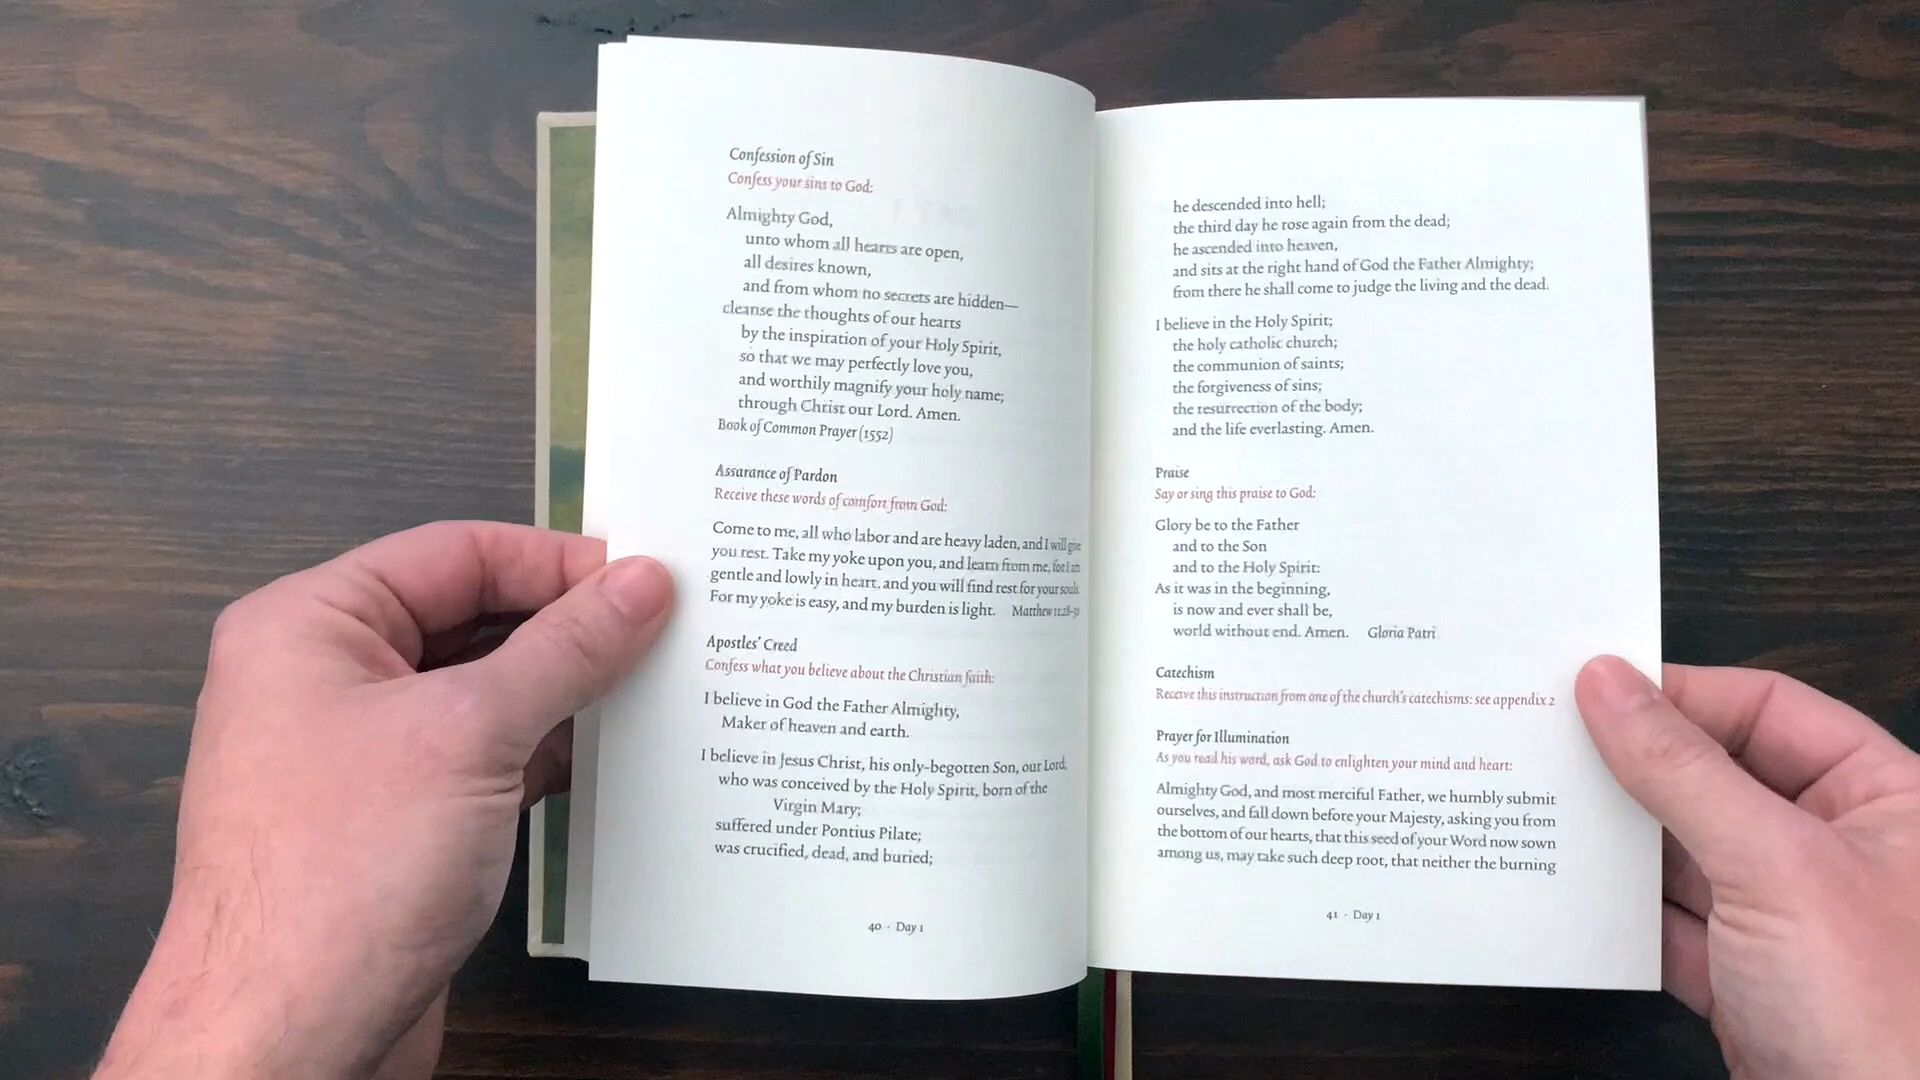 Confession of Sin
Confess your sins to God:
Almighty God,
unto whom all hearts are open,
all desires known,
and from whom no secrets are hidden—
cleanse the thoughts of our hearts
by the inspiration of your Holy Spirit,
so that we may perfectly love you,
and worthily magnify your holy name;
through Christ our Lord. Amen.
Book of Common Prayer (1552)
Assurance of Pardon
Receive these words of comfort from God:
Come to me, all who labor and are heavy laden, and I will give
you rest. Take my yoke upon you, and learn from me, for I am
gentle and lowly in heart, and you will find rest for your souls.
For my yoke is easy, and my burden is light. Matthew 11:28–30
Apostles' Creed
Confess what you believe about the Christian faith:
I believe in God the Father Almighty,
Maker of heaven and earth.
I believe in Jesus Christ, his only-begotten Son, our Lord;
who was conceived by the Holy Spirit, born of the
Virgin Mary;
suffered under Pontius Pilate;
was crucified, dead, and buried;
40 · Day 1
he descended into hell;
the third day he rose again from the dead;
he ascended into heaven,
and sits at the right hand of God the Father Almighty;
from there he shall come to judge the living and the dead.
I believe in the Holy Spirit;
the holy catholic church;
the communion of saints;
the forgiveness of sins;
the resurrection of the body;
and the life everlasting. Amen.
Praise
Say or sing this praise to God:
Glory be to the Father
and to the Son
and to the Holy Spirit:
As it was in the beginning,
is now and ever shall be,
world without end. Amen. Gloria Patri
Catechism
Receive this instruction from one of the church's catechisms: see appendix 2
Prayer for Illumination
As you read his word, ask God to enlighten your mind and heart:
Almighty God, and most merciful Father, we humbly submit
ourselves, and fall down before your Majesty, asking you from
the bottom of our hearts, that this seed of your Word now sown
among us, may take such deep root, that neither the burning
41 · Day 1